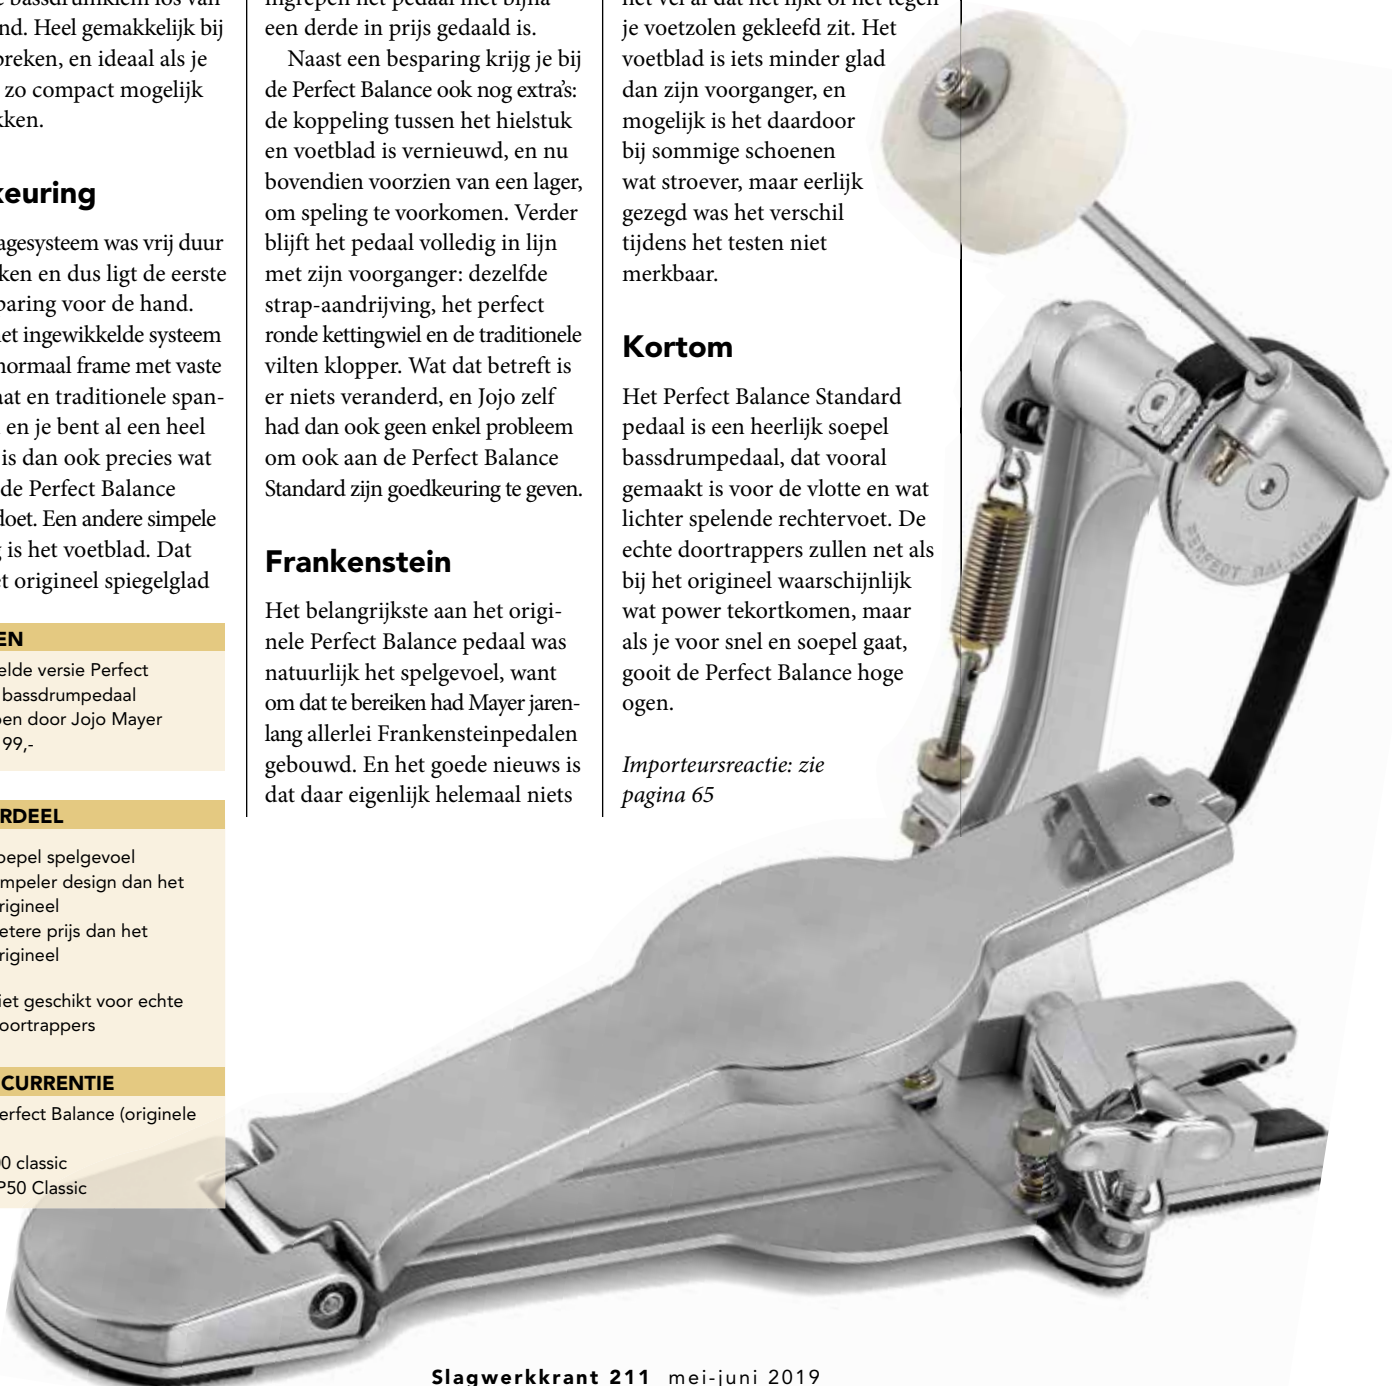 nd. Heel gemakkelijk bij
reken, en ideaal als je
zo compact mogelijk
kken.
keuring
agesysteem was vrij duur
ken en dus ligt de eerste
paring voor de hand.
et ingewikkelde systeem
normaal frame met vaste
aat en traditionele span-
en je bent al een heel
is dan ook precies wat
de Perfect Balance
doet. Een andere simpele
g is het voetblad. Dat
et origineel spiegelglad
EN
elde versie Perfect
bassdrumpedaal
pen door Jojo Mayer
99,-
RDEEL
oepel spelgevoel
mpeler design dan het
rigineel
etere prijs dan het
rigineel
iet geschikt voor echte
oortrappers
CURRENTIE
erfect Balance (originele
00 classic
P50 Classic
een derde in prijs gedaald is.
Naast een besparing krijg je bij
de Perfect Balance ook nog extra's:
de koppeling tussen het hielstuk
en voetblad is vernieuwd, en nu
bovendien voorzien van een lager,
om speling te voorkomen. Verder
blijft het pedaal volledig in lijn
met zijn voorganger: dezelfde
strap-aandrijving, het perfect
ronde kettingwiel en de traditionele
vilten klopper. Wat dat betreft is
er niets veranderd, en Jojo zelf
had dan ook geen enkel probleem
om ook aan de Perfect Balance
Standard zijn goedkeuring te geven.
Frankenstein
Het belangrijkste aan het origi-
nele Perfect Balance pedaal was
natuurlijk het spelgevoel, want
om dat te bereiken had Mayer jaren-
lang allerlei Frankensteinpedalen
gebouwd. En het goede nieuws is
dat daar eigenlijk helemaal niets
je voetzolen gekleefd zit. Het
voetblad is iets minder glad
dan zijn voorganger, en
mogelijk is het daardoor
bij sommige schoenen
wat stroever, maar eerlijk
gezegd was het verschil
tijdens het testen niet
merkbaar.
Kortom
Het Perfect Balance Standard
pedaal is een heerlijk soepel
bassdrumpedaal, dat vooral
gemaakt is voor de vlotte en wat
lichter spelende rechtervoet. De
echte doortrappers zullen net als
bij het origineel waarschijnlijk
wat power tekortkomen, maar
als je voor snel en soepel gaat,
gooit de Perfect Balance hoge
ogen.
Importeursreactie: zie
pagina 65
PERFECT BALANCE
Slagwerkkrant 211 mei-juni 2019